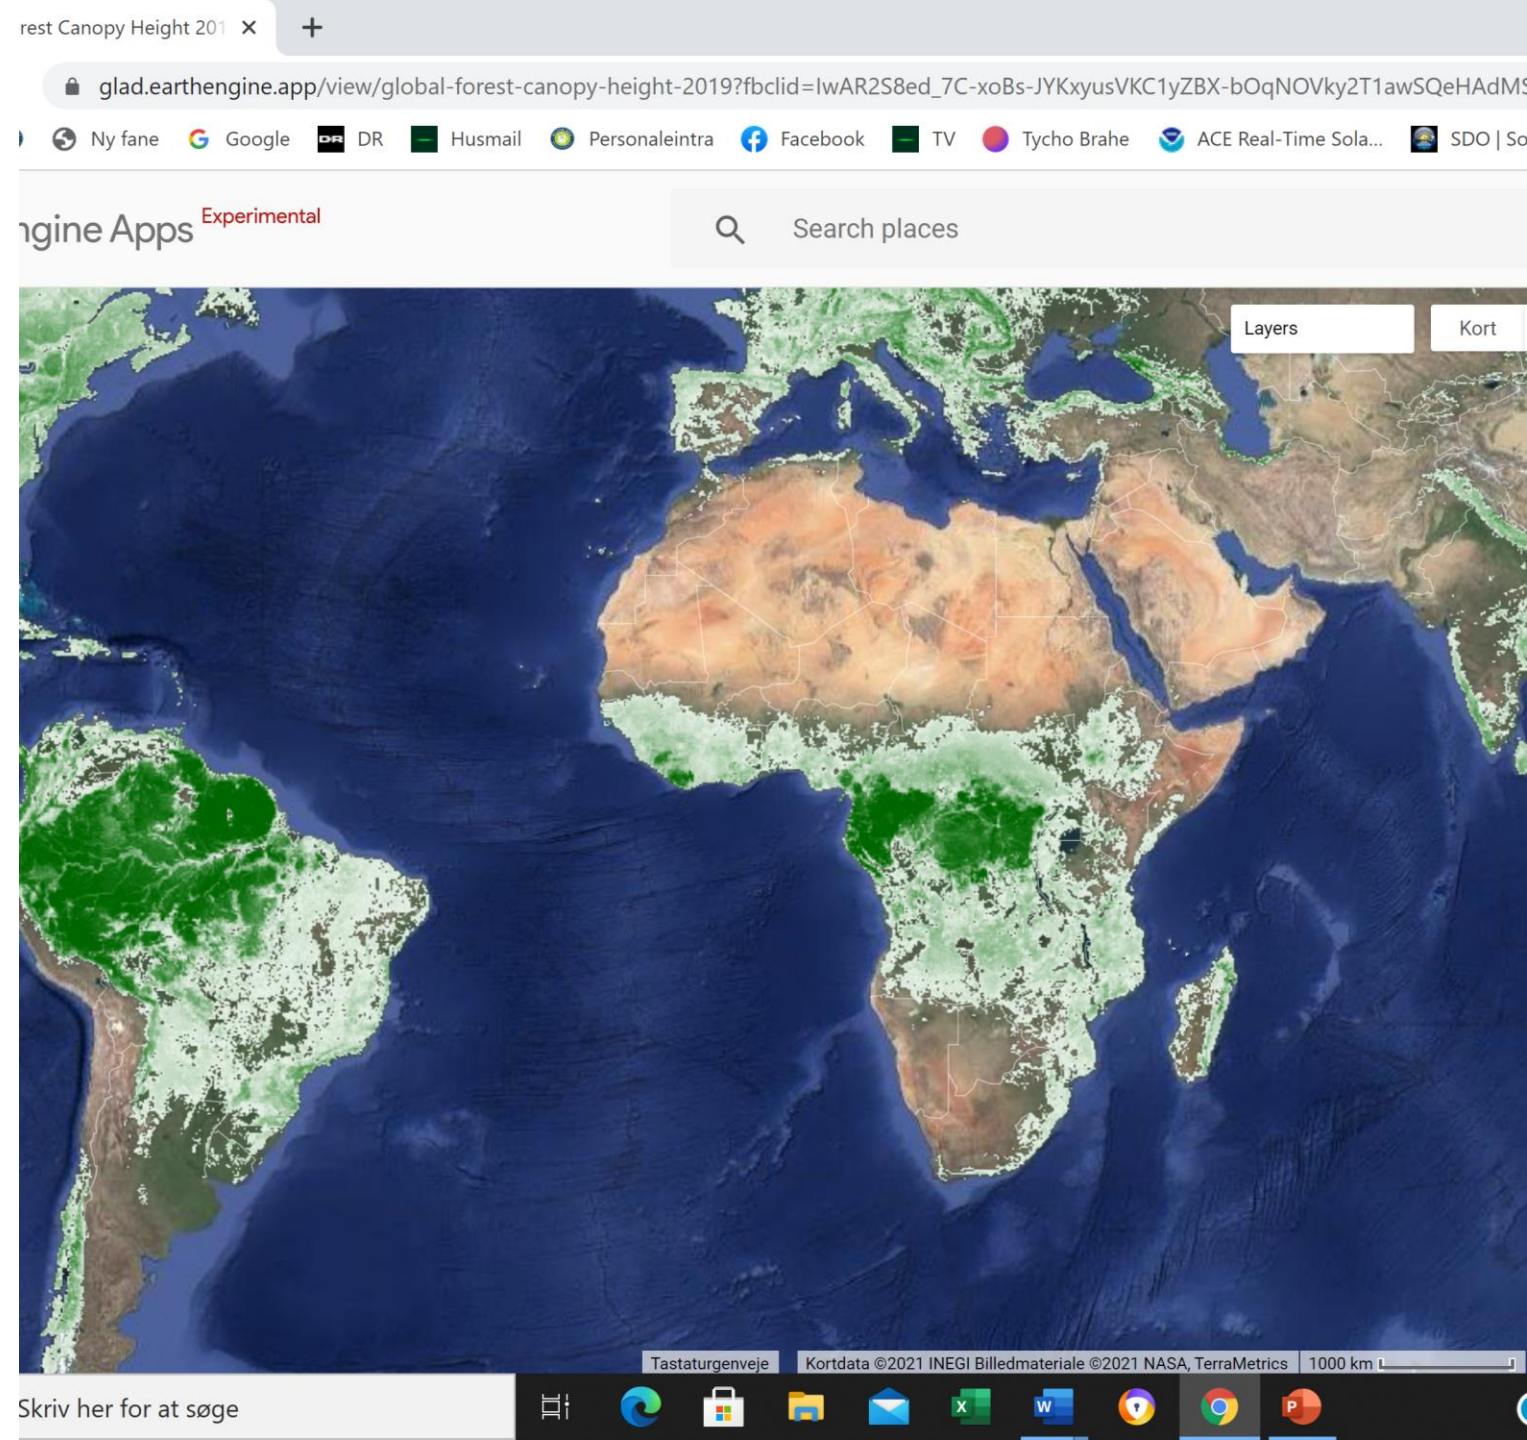 rest Canopy Height 201
glad.earthengine.app/view/global-forest-canopy-height-2019?fbclid=IwAR2S8ed_7C-xoBs-JYKxyusVKC1yZBX-bOqNOVky2T1awSQeHAdMS
Ny fane Google DR Husmail Personaleintra Facebook TV Tycho Brahe ACE Real-Time Sola... SDO | So
ngine Apps Experimental
Search places
Layers Kort
Tastaturgenveje Kortdata ©2021 INEGI Billedmateriale ©2021 NASA, TerraMetrics 1000 km
Skriv her for at søge